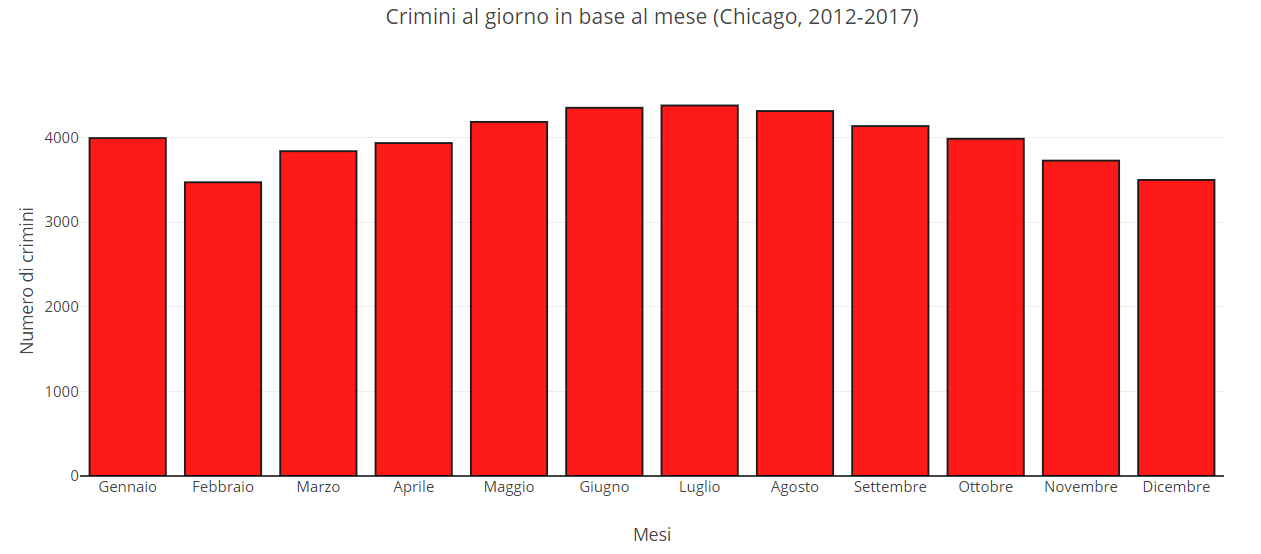 Crimini al giorno in base al mese (Chicago, 2012-2017)
Numero di crimini
4000
3000
2000
1000
0
Gennaio Febbraio Marzo Aprile Maggio Giugno Luglio Agosto Settembre Ottobre Novembre Dicembre
Mesi